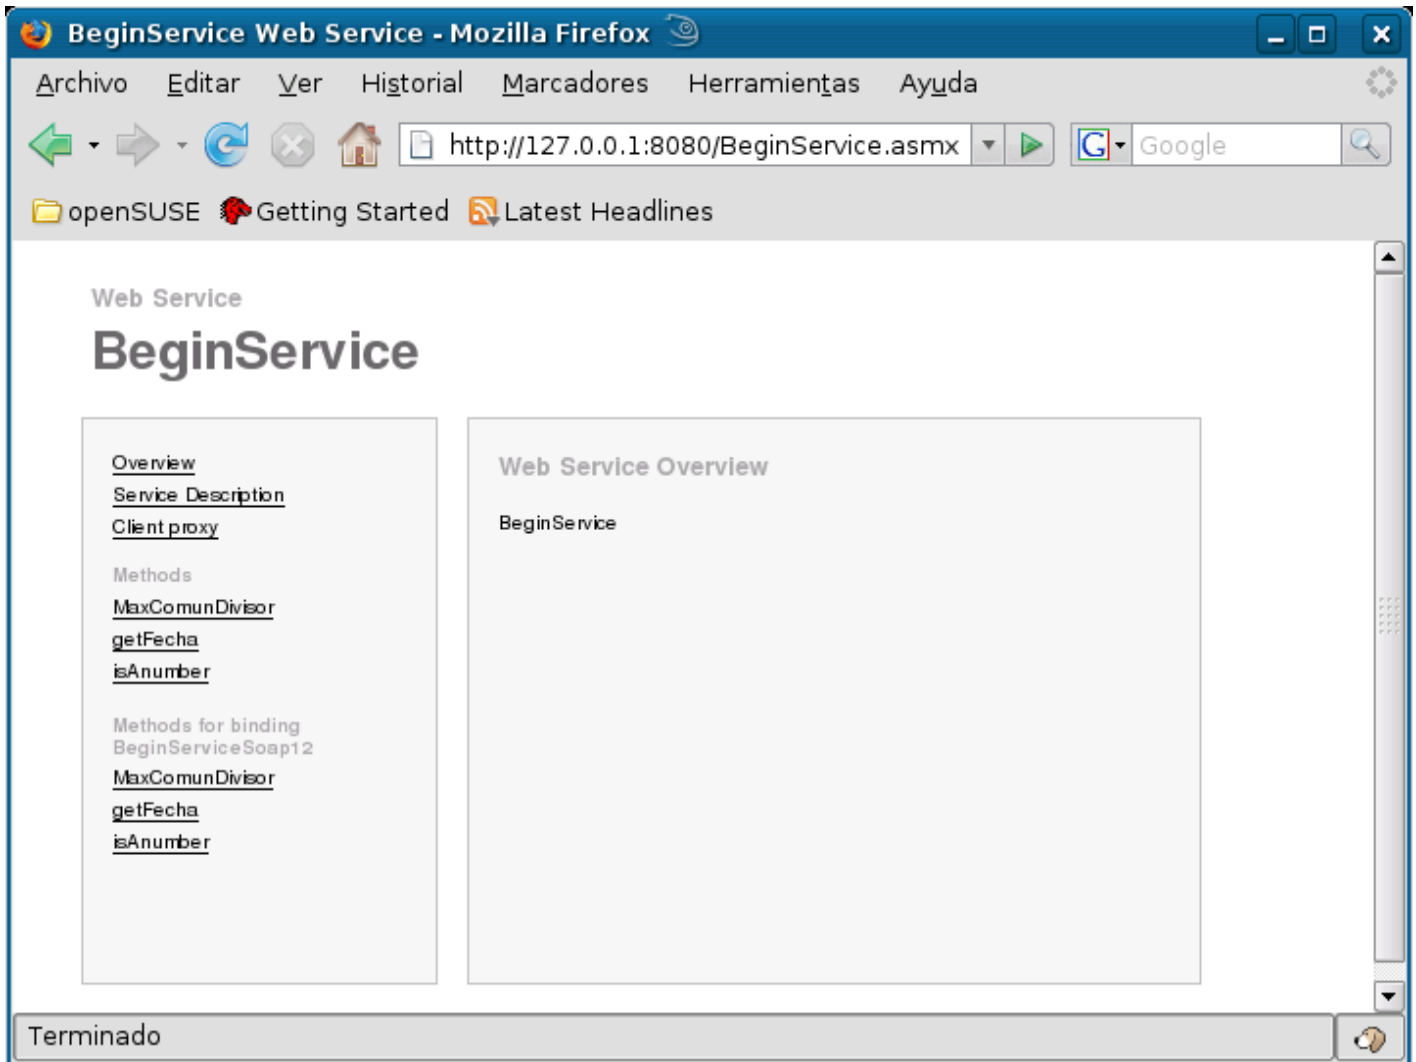 BeginService Web Service - Mozilla Firefox
Archivo Editar Ver Historial Marcadores Herramientas Ayuda
http://127.0.0.1:8080/BeginService.asmx G Google
openSUSE Getting Started Latest Headlines
Web Service
BeginService
Overview
Service Description
Client proxy
Methods
MaxComunDivisor
getFecha
isAnumber
Methods for binding
BeginServiceSoap12
MaxComunDivisor
getFecha
isAnumber
Web Service Overview
BeginService
Terminado